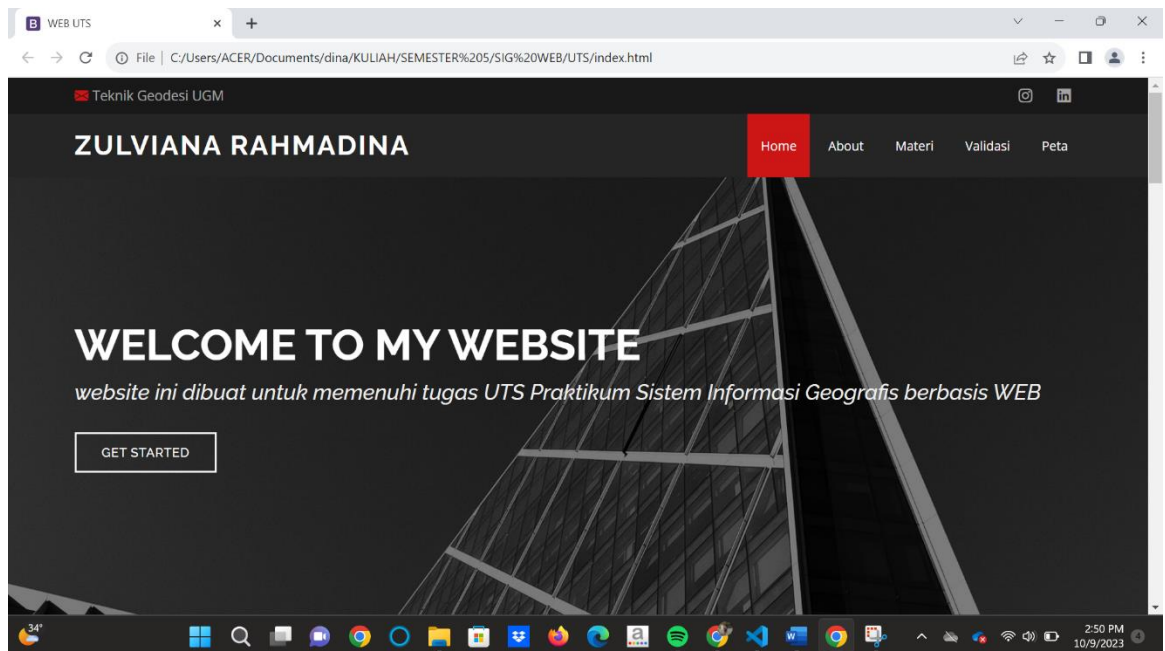 WEB UTS
File | C:/Users/ACER/Documents/dina/KULIAH/SEMESTER%205/SIG%20WEB/UTS/index.html
Teknik Geodesi UGM
ZULVIANA RAHMADINA
Home About Materi Validasi Peta
WELCOME TO MY WEBSITE
website ini dibuat untuk memenuhi tugas UTS Praktikum Sistem Informasi Geografis berbasis WEB
GET STARTED
34°
2:50 PM
10/9/2023
4